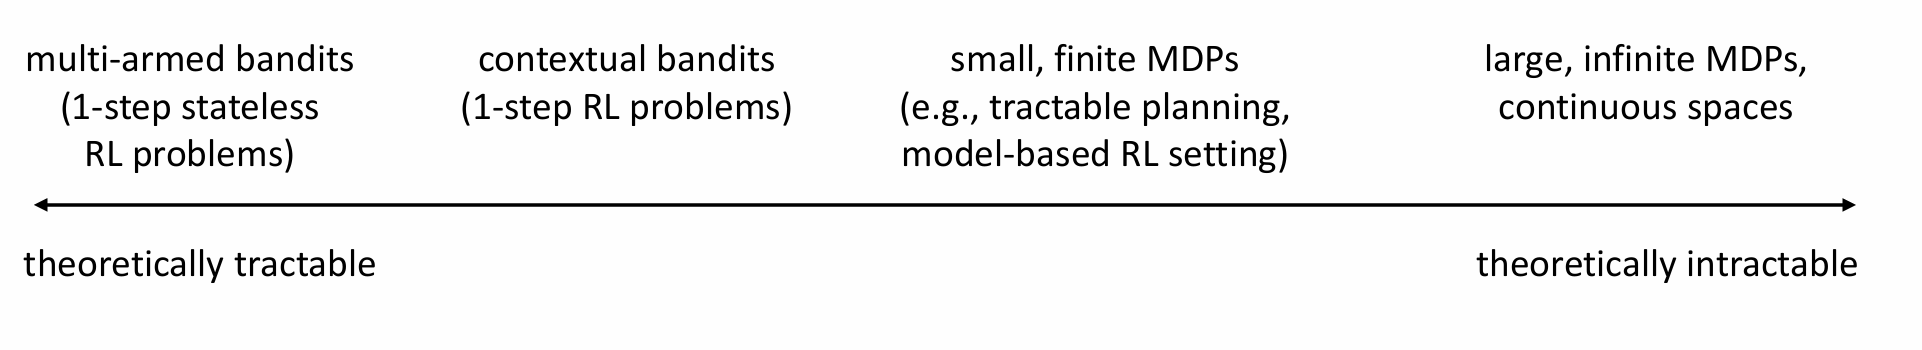 multi-armed bandits
(1-step stateless
RL problems)
contextual bandits
(1-step RL problems)
small, finite MDPs
(e.g., tractable planning,
model-based RL setting)
large, infinite MDPs,
continuous spaces
theoretically tractable
theoretically intractable